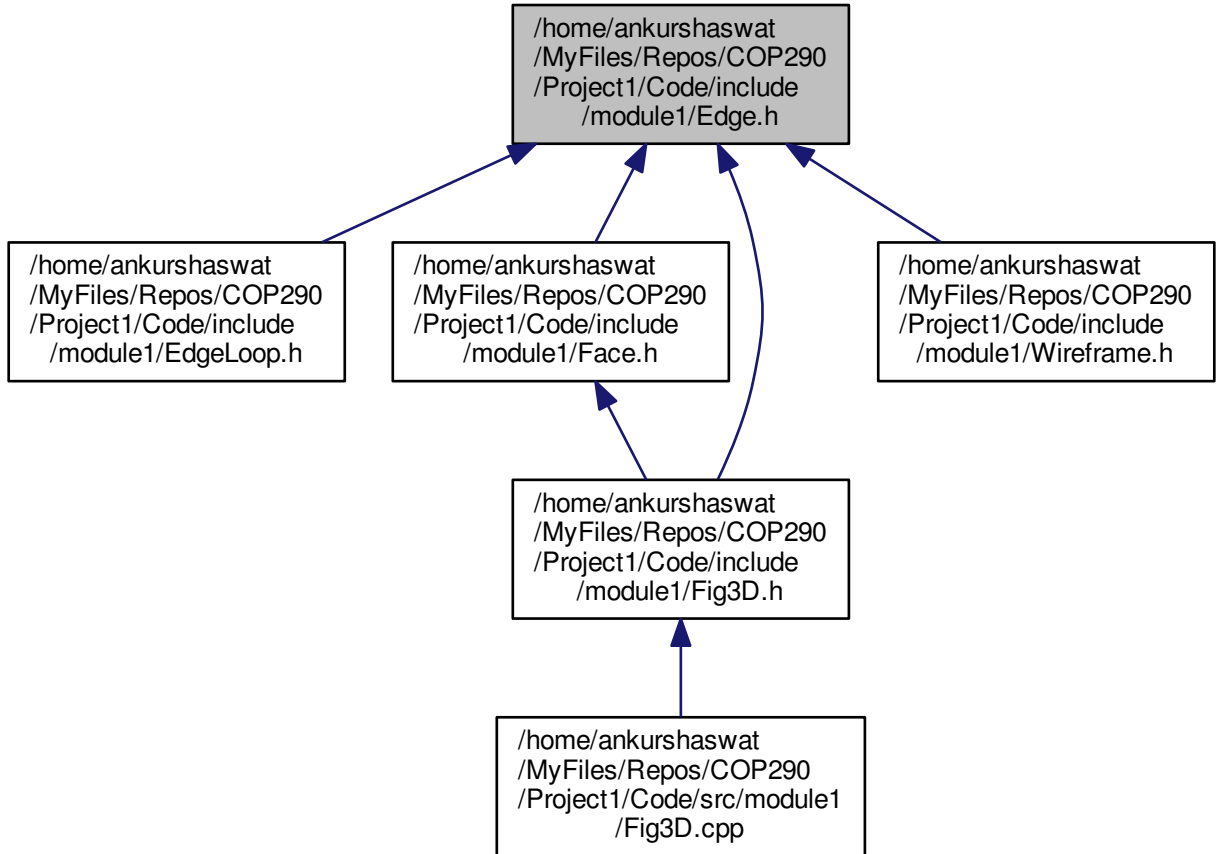 /home/ankurshaswat
/MyFiles/Repos/COP290
/Project1/Code/include
/module1/Edge.h
/home/ankurshaswat
/MyFiles/Repos/COP290
/Project1/Code/include
/module1/EdgeLoop.h
/home/ankurshaswat
/MyFiles/Repos/COP290
/Project1/Code/include
/module1/Face.h
/home/ankurshaswat
/MyFiles/Repos/COP290
/Project1/Code/include
/module1/Wireframe.h
/home/ankurshaswat
/MyFiles/Repos/COP290
/Project1/Code/include
/module1/Fig3D.h
/home/ankurshaswat
/MyFiles/Repos/COP290
/Project1/Code/src/module1
/Fig3D.cpp